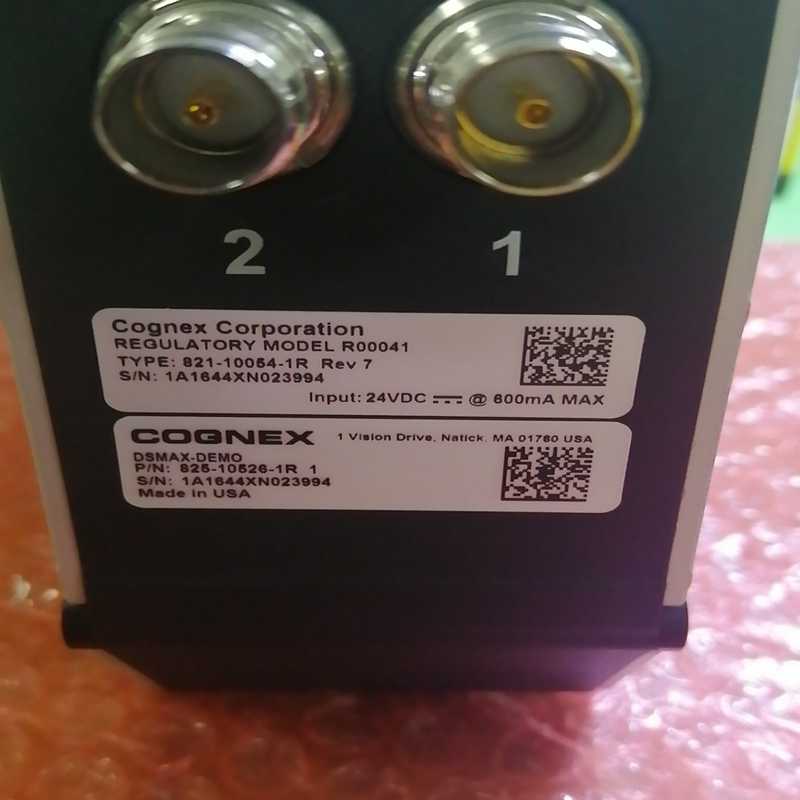 2 1
Cognex Corporation
REGULATORY MODEL R00041
TYPE: 821-10054-1R Rev 7
S/N: 1A1644XN023994
Input: 24VDC ⎓ @ 600mA MAX
COGNEX 1 Vision Drive, Natick, MA 01760 USA
DSMAX-DEMO
P/N: 825-10526-1R 1
S/N: 1A1644XN023994
Made in USA